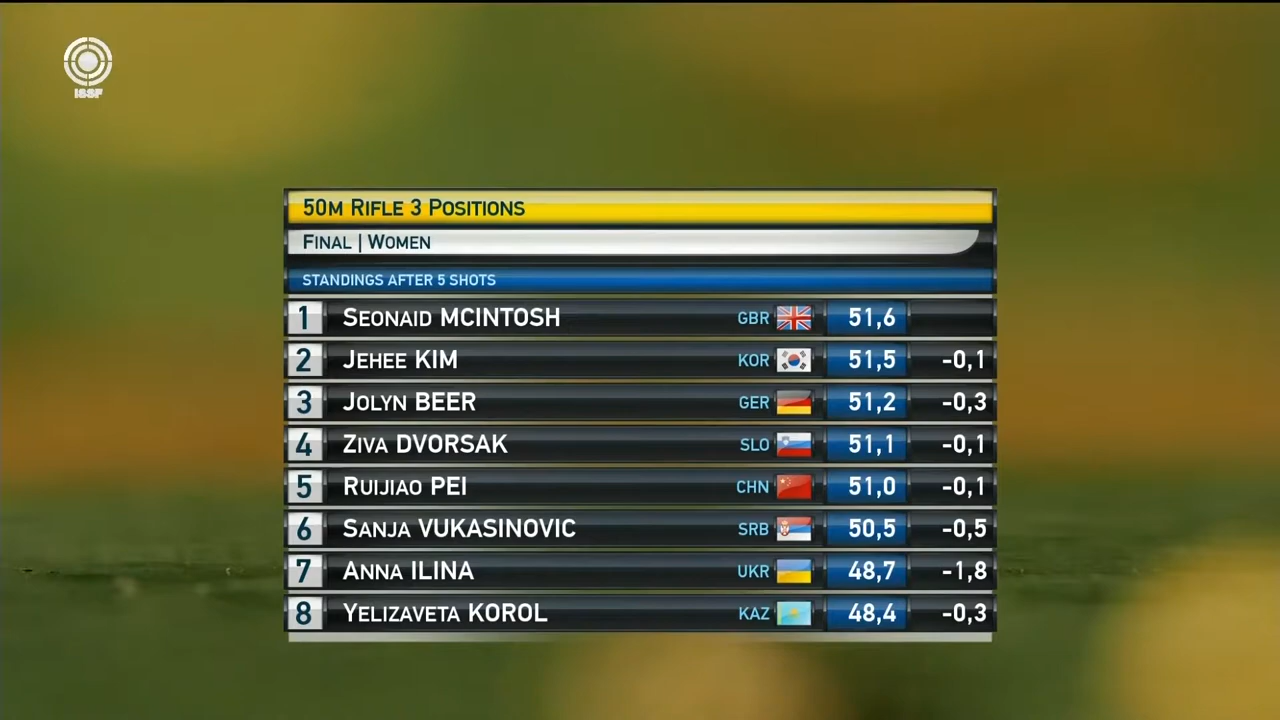 ISSF
50M RIFLE 3 POSITIONS
FINAL | WOMEN
STANDINGS AFTER 5 SHOTS
1 SEONAID MCINTOSH GBR 51,6
2 JEHEE KIM KOR 51,5 -0,1
3 JOLYN BEER GER 51,2 -0,3
4 ZIVA DVORSAK SLO 51,1 -0,1
5 RUIJIAO PEI CHN 51,0 -0,1
6 SANJA VUKASINOVIC SRB 50,5 -0,5
7 ANNA ILINA UKR 48,7 -1,8
8 YELIZAVETA KOROL KAZ 48,4 -0,3